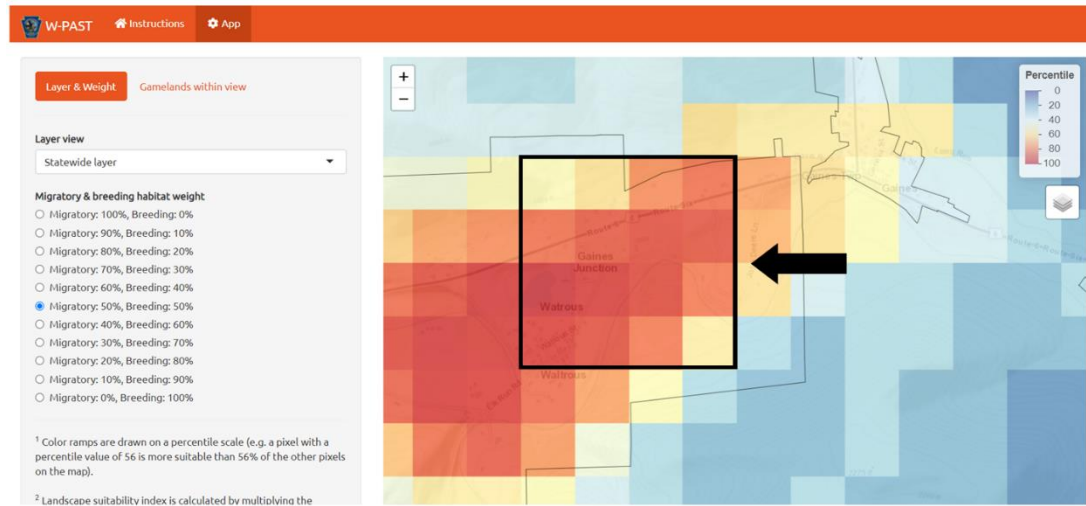 W-PAST Instructions App
Layer & Weight Gamelands within view
Layer view
Statewide layer
Migratory & breeding habitat weight
Migratory: 100%, Breeding: 0%
Migratory: 90%, Breeding: 10%
Migratory: 80%, Breeding: 20%
Migratory: 70%, Breeding: 30%
Migratory: 60%, Breeding: 40%
Migratory: 50%, Breeding: 50%
Migratory: 40%, Breeding: 60%
Migratory: 30%, Breeding: 70%
Migratory: 20%, Breeding: 80%
Migratory: 10%, Breeding: 90%
Migratory: 0%, Breeding: 100%
1 Color ramps are drawn on a percentile scale (e.g. a pixel with a
percentile value of 56 is more suitable than 56% of the other pixels
on the map).
2 Landscape suitability index is calculated by multiplying the
+
−
Percentile
0
20
40
60
80
100
Gaines
Gaines
Junction
Watrous
Waltrous